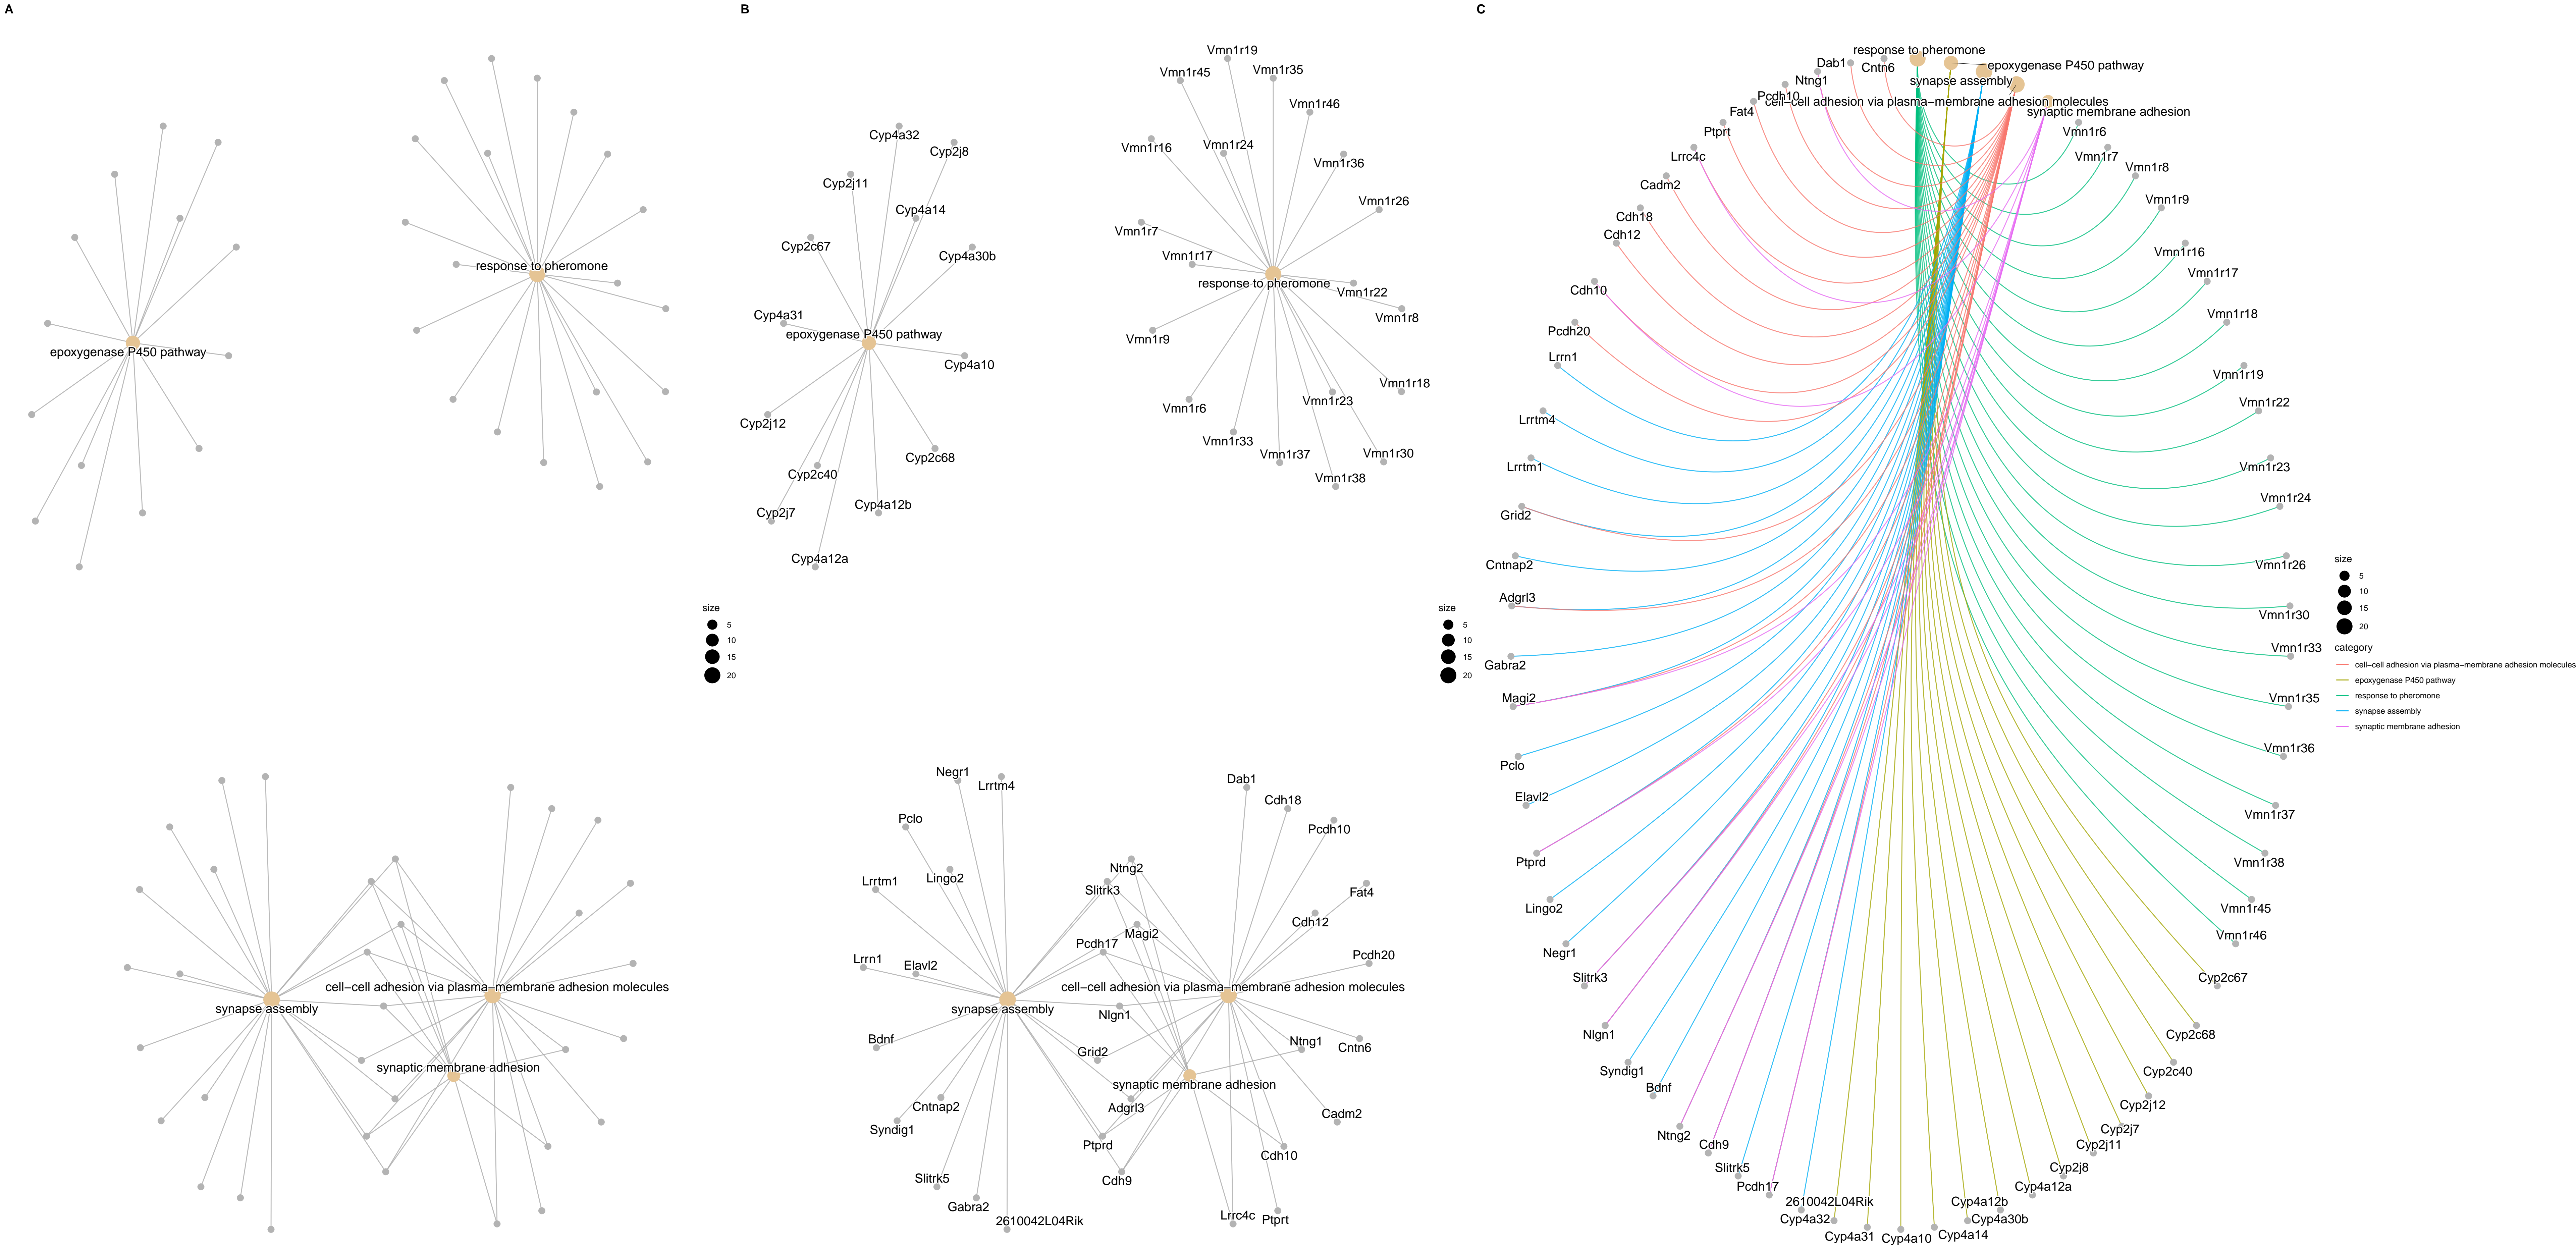 A
response to pheromone
epoxygenase P450 pathway
cell−cell adhesion via plasma−membrane adhesion molecules
synapse assembly
synaptic membrane adhesion
size
5
10
15
20
B
Vmn1r19
Vmn1r45
Vmn1r35
Vmn1r46
Vmn1r16
Vmn1r24
Vmn1r36
Vmn1r26
Vmn1r7
Vmn1r17
response to pheromone
Vmn1r22
Vmn1r8
Vmn1r9
Vmn1r18
Vmn1r23
Vmn1r6
Vmn1r33
Vmn1r37
Vmn1r30
Vmn1r38
Cyp4a32
Cyp2j8
Cyp2j11
Cyp4a14
Cyp2c67
Cyp4a30b
Cyp4a31
epoxygenase P450 pathway
Cyp4a10
Cyp2j12
Cyp2c68
Cyp2c40
Cyp4a12b
Cyp2j7
Cyp4a12a
Negr1
Lrrtm4
Dab1
Cdh18
Pclo
Pcdh10
Ntng2
Lingo2
Lrrtm1
Slitrk3
Fat4
Cdh12
Magi2
Pcdh17
Pcdh20
Lrrn1
Elavl2
cell−cell adhesion via plasma−membrane adhesion molecules
synapse assembly
Nlgn1
Bdnf
Ntng1
Cntn6
Grid2
synaptic membrane adhesion
Cntnap2
Adgrl3
Cadm2
Syndig1
Ptprd
Cdh10
Slitrk5
Cdh9
Gabra2
Lrrc4c
Ptprt
2610042L04Rik
size
5
10
15
20
C
response to pheromone
epoxygenase P450 pathway
synapse assembly
cell−cell adhesion via plasma−membrane adhesion molecules
synaptic membrane adhesion
Cntn6
Dab1
Ntng1
Pcdh10
Fat4
Ptprt
Lrrc4c
Cadm2
Cdh18
Cdh12
Cdh10
Pcdh20
Lrrn1
Lrrtm4
Lrrtm1
Grid2
Cntnap2
Adgrl3
Gabra2
Magi2
Pclo
Elavl2
Ptprd
Lingo2
Negr1
Slitrk3
Nlgn1
Syndig1
Bdnf
Ntng2
Cdh9
Slitrk5
Pcdh17
2610042L04Rik
Cyp4a32
Cyp4a31
Cyp4a10
Cyp4a14
Cyp4a30b
Cyp4a12b
Cyp4a12a
Cyp2j8
Cyp2j11
Cyp2j7
Cyp2j12
Cyp2c40
Cyp2c68
Cyp2c67
Vmn1r46
Vmn1r45
Vmn1r38
Vmn1r37
Vmn1r36
Vmn1r35
Vmn1r33
Vmn1r30
Vmn1r26
Vmn1r24
Vmn1r23
Vmn1r22
Vmn1r19
Vmn1r18
Vmn1r17
Vmn1r16
Vmn1r9
Vmn1r8
Vmn1r7
Vmn1r6
size
5
10
15
20
category
cell−cell adhesion via plasma−membrane adhesion molecules
epoxygenase P450 pathway
response to pheromone
synapse assembly
synaptic membrane adhesion